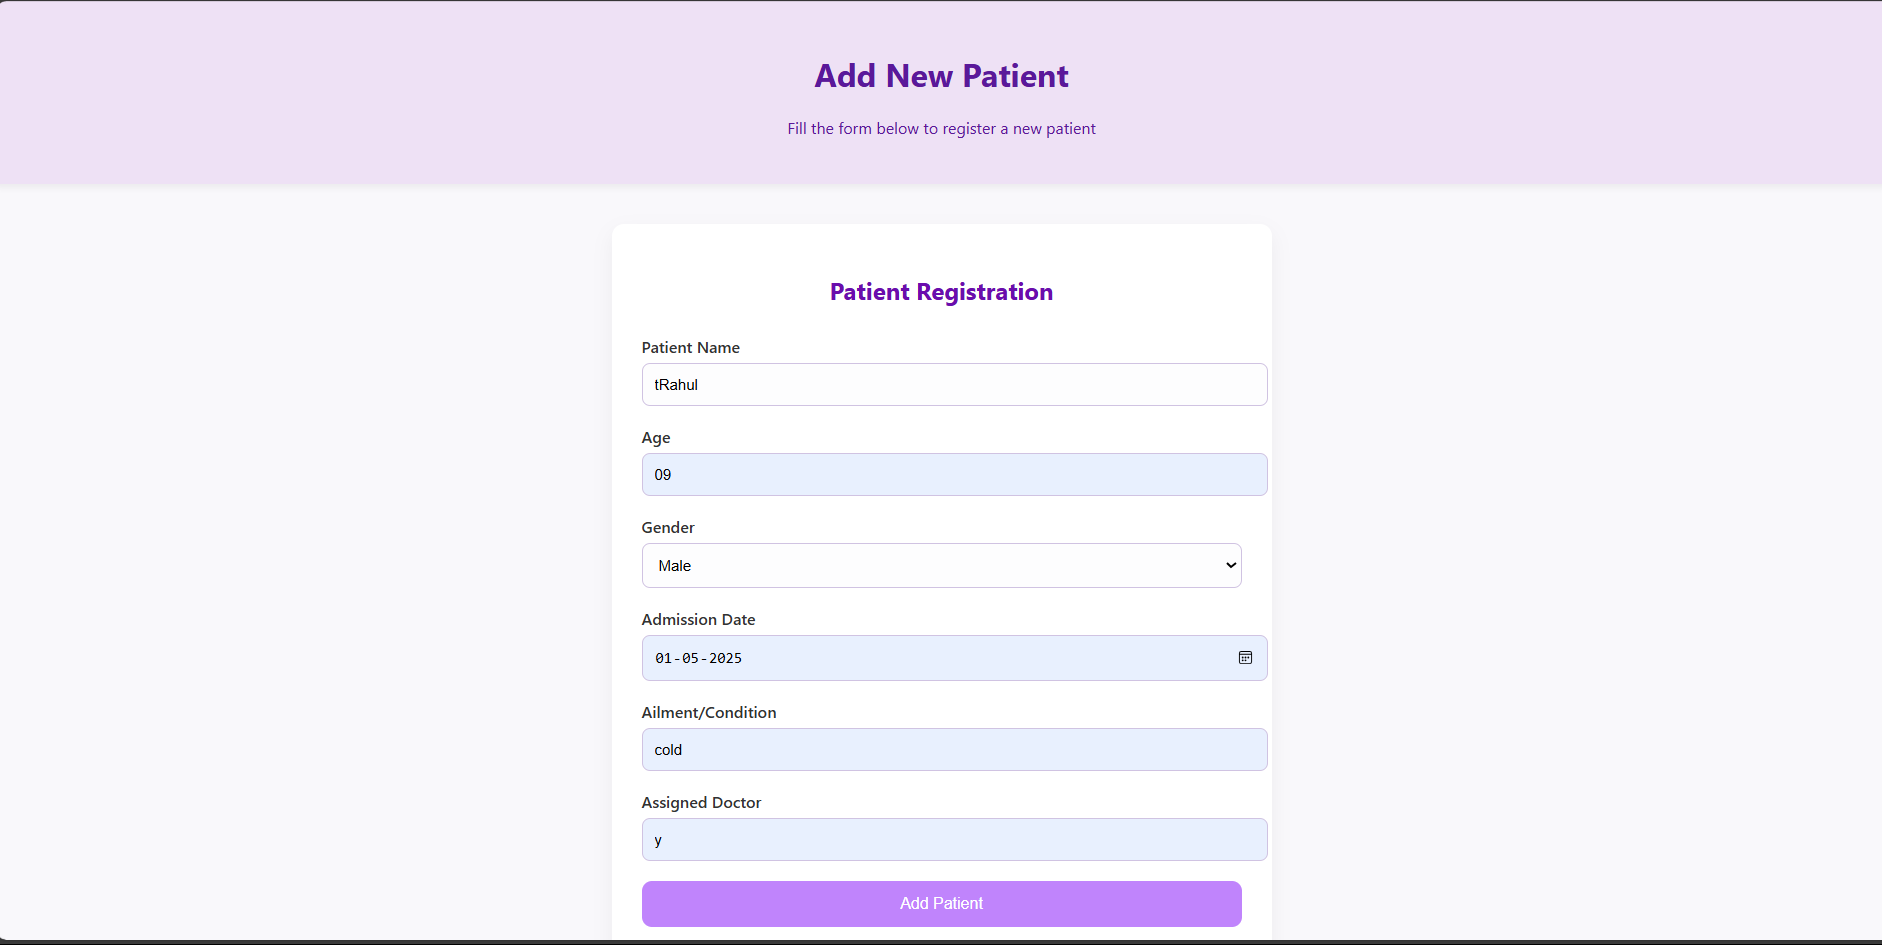 Add New Patient
Fill the form below to register a new patient
Patient Registration
Patient Name
tRahul
Age
09
Gender
Male
Admission Date
01-05-2025
Ailment/Condition
cold
Assigned Doctor
y
Add Patient